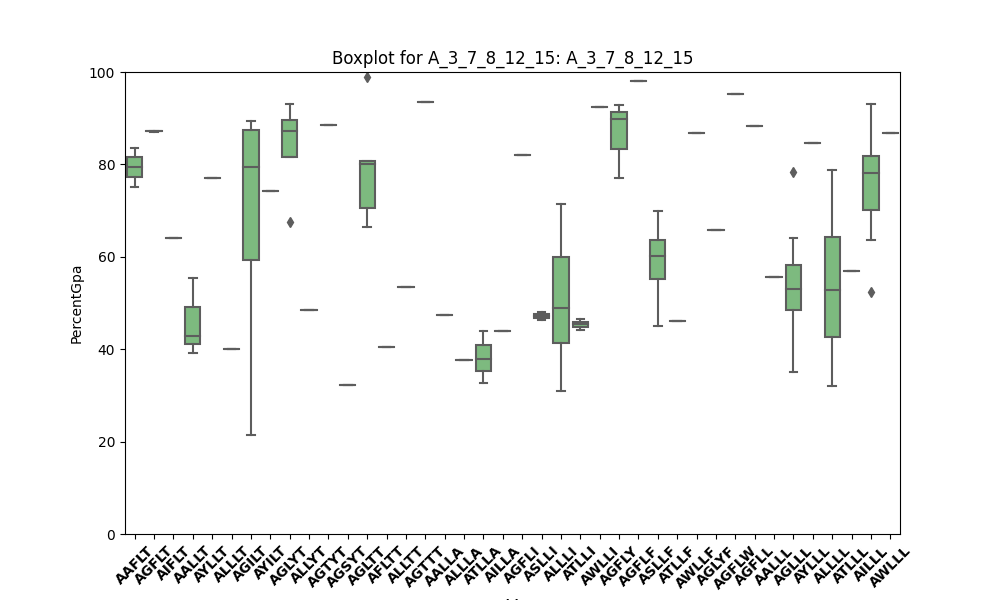 Boxplot for A_3_7_8_12_15: A_3_7_8_12_15
100
80
60
40
20
0
PercentGpa
AAFLT
AGFLT
AIFLT
AALLT
AYLLT
ALLLT
AGILT
AYILT
AGLYT
ALLYT
AGTYT
AGSYT
AGLTT
AFLTT
ALLTT
AGTTT
AALLA
ALLLA
ATLLA
AILLA
AGFLI
ASLLI
ALLLI
ATLLI
AWLLI
AGFLY
AGFLF
ASLLF
ATLLF
AWLLF
AGLYF
AGFLW
AGFLL
AALLL
AGLLL
AYLLL
ALLLL
ATLLL
AILLL
AWLLL